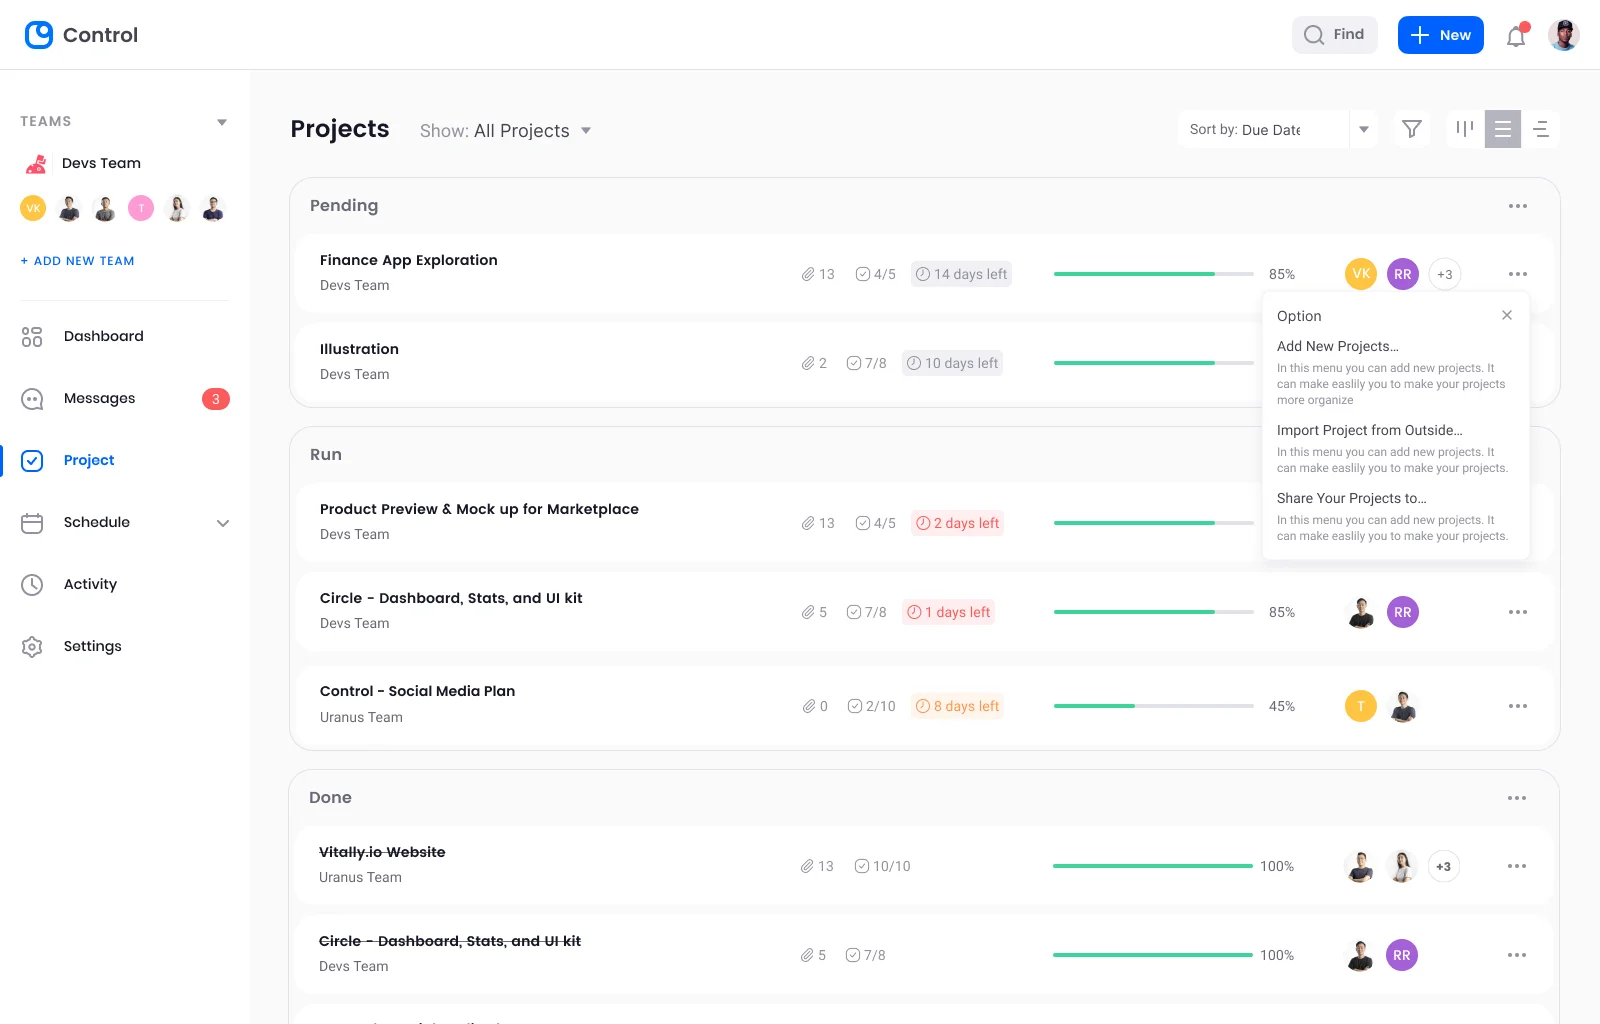 Control
Find
New
TEAMS
Devs Team
VK
T
+ ADD NEW TEAM
Dashboard
Messages
3
Project
Schedule
Activity
Settings
Projects
Show: All Projects
Sort by: Due Date
Pending
Finance App Exploration
Devs Team
13
4/5
14 days left
85%
VK
RR
+3
Illustration
Devs Team
2
7/8
10 days left
Option
Add New Projects...
In this menu you can add new projects. It
can make easlily you to make your projects
more organize
Import Project from Outside...
In this menu you can add new projects. It
can make easlily you to make your projects.
Share Your Projects to...
In this menu you can add new projects. It
can make easlily you to make your projects.
Run
Product Preview & Mock up for Marketplace
Devs Team
13
4/5
2 days left
Circle - Dashboard, Stats, and UI kit
Devs Team
5
7/8
1 days left
85%
RR
Control - Social Media Plan
Uranus Team
0
2/10
8 days left
45%
T
Done
Vitally.io Website
Uranus Team
13
10/10
100%
+3
Circle - Dashboard, Stats, and UI kit
Devs Team
5
7/8
100%
RR